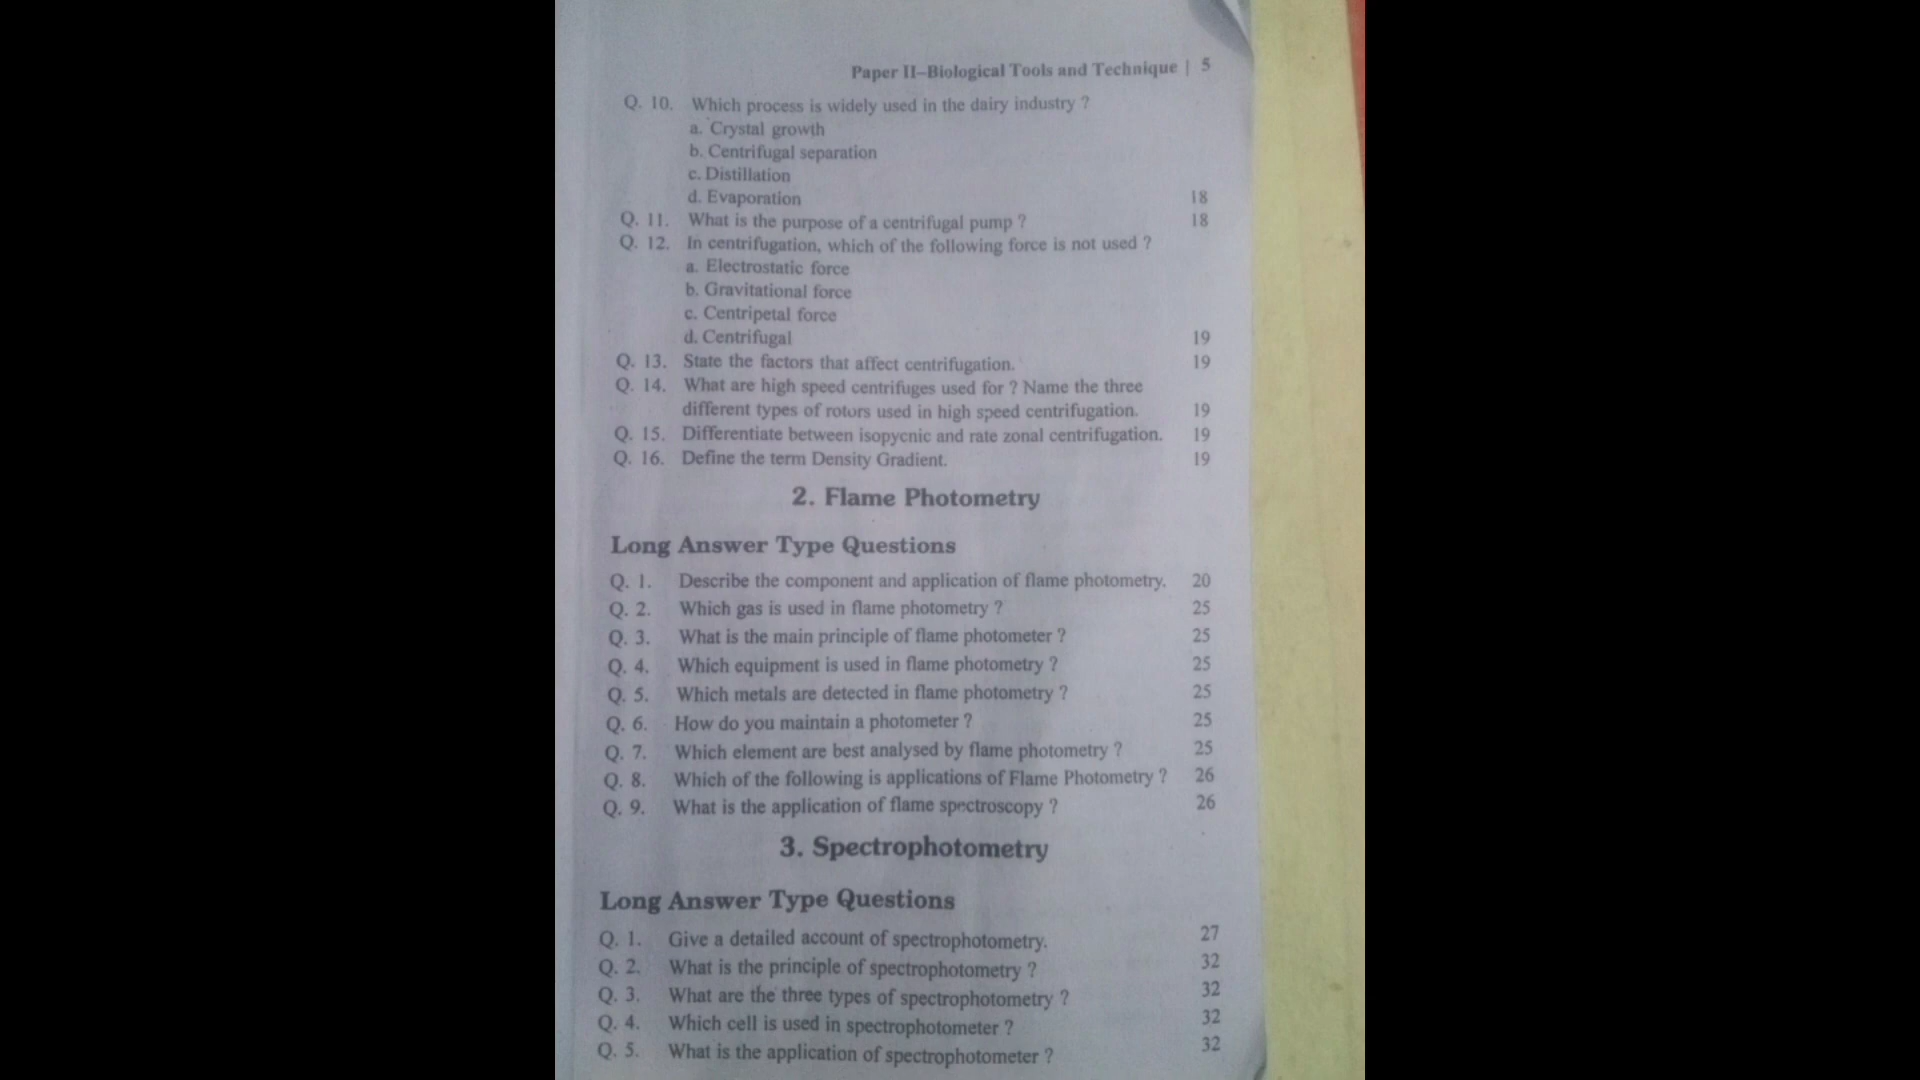 Paper II–Biological Tools and Technique | 5
Q. 10. Which process is widely used in the dairy industry ?
a. Crystal growth
b. Centrifugal separation
c. Distillation
d. Evaporation 18
Q. 11. What is the purpose of a centrifugal pump ? 18
Q. 12. In centrifugation, which of the following force is not used ?
a. Electrostatic force
b. Gravitational force
c. Centripetal force
d. Centrifugal 19
Q. 13. State the factors that affect centrifugation. 19
Q. 14. What are high speed centrifuges used for ? Name the three
different types of rotors used in high speed centrifugation. 19
Q. 15. Differentiate between isopycnic and rate zonal centrifugation. 19
Q. 16. Define the term Density Gradient. 19
2. Flame Photometry
Long Answer Type Questions
Q. 1. Describe the component and application of flame photometry. 20
Q. 2. Which gas is used in flame photometry ? 25
Q. 3. What is the main principle of flame photometer ? 25
Q. 4. Which equipment is used in flame photometry ? 25
Q. 5. Which metals are detected in flame photometry ? 25
Q. 6. How do you maintain a photometer ? 25
Q. 7. Which element are best analysed by flame photometry ? 25
Q. 8. Which of the following is applications of Flame Photometry ? 26
Q. 9. What is the application of flame spectroscopy ? 26
3. Spectrophotometry
Long Answer Type Questions
Q. 1. Give a detailed account of spectrophotometry. 27
Q. 2. What is the principle of spectrophotometry ? 32
Q. 3. What are the three types of spectrophotometry ? 32
Q. 4. Which cell is used in spectrophotometer ? 32
Q. 5. What is the application of spectrophotometer ? 32